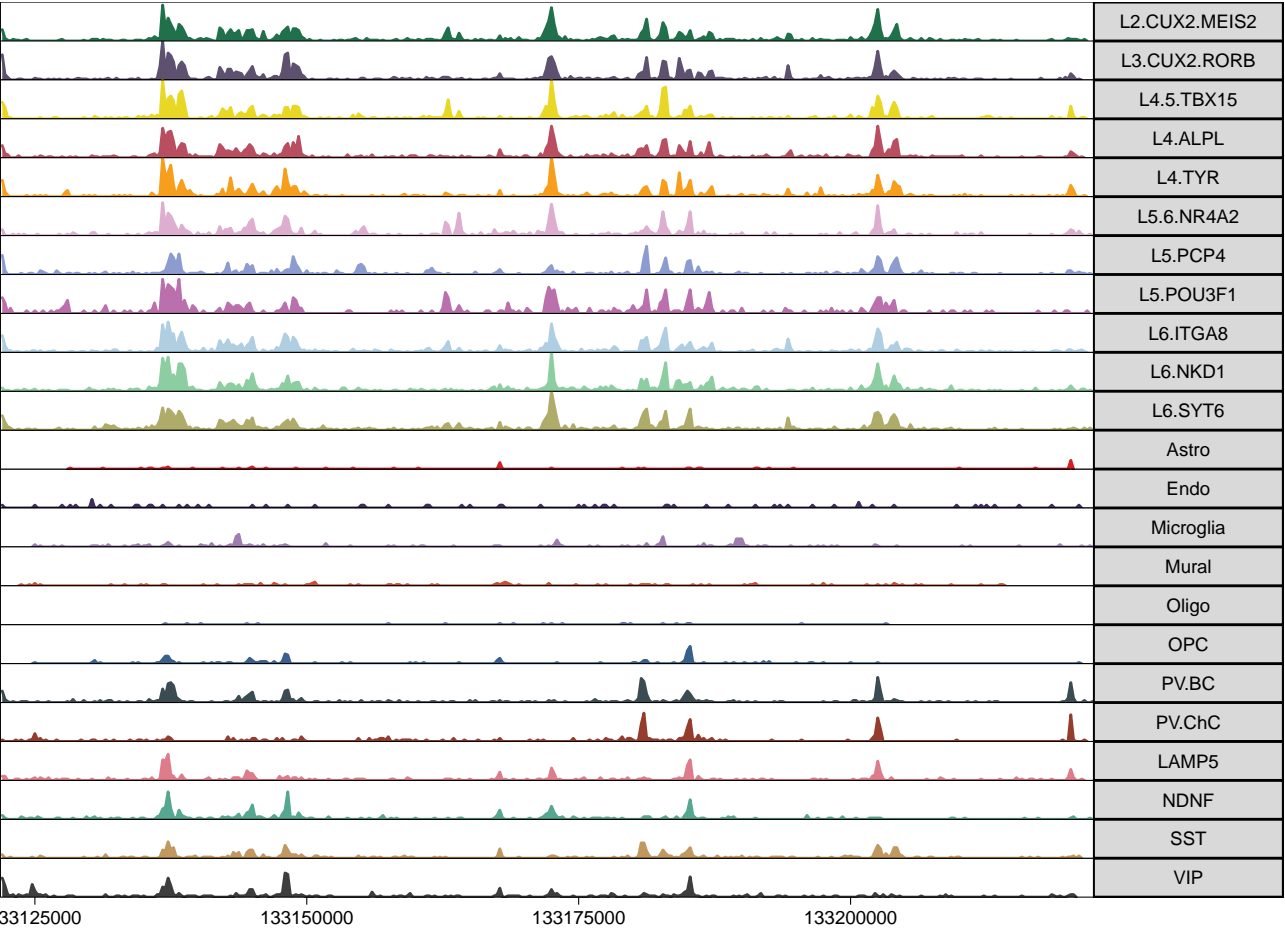 L2.CUX2.MEIS2
L3.CUX2.RORB
L4.5.TBX15
L4.ALPL
L4.TYR
L5.6.NR4A2
L5.PCP4
L5.POU3F1
L6.ITGA8
L6.NKD1
L6.SYT6
Astro
Endo
Microglia
Mural
Oligo
OPC
PV.BC
PV.ChC
LAMP5
NDNF
SST
VIP
33125000 133150000 133175000 133200000